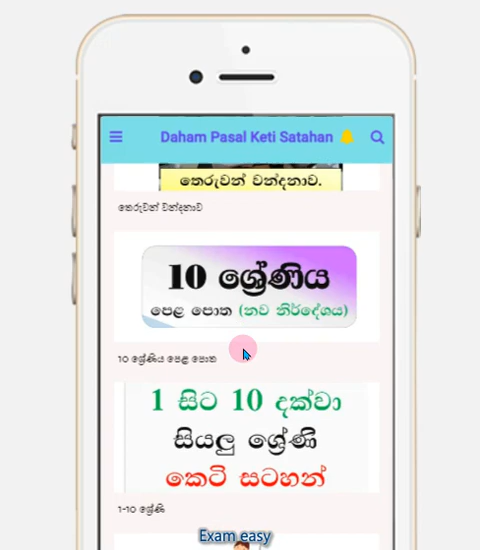 Daham Pasal Keti Satahan
තෙරුවන් වන්දනාව.
තෙරුවන් වන්දනාව
10 ශ්‍රේණිය
පෙළ පොත (නව නිර්දේශය)
10 ශ්‍රේණිය පෙළ පොත
1 සිට 10 දක්වා
සියලු ශ්‍රේණි
කෙටි සටහන්
1-10 ශ්‍රේණි
Exam easy